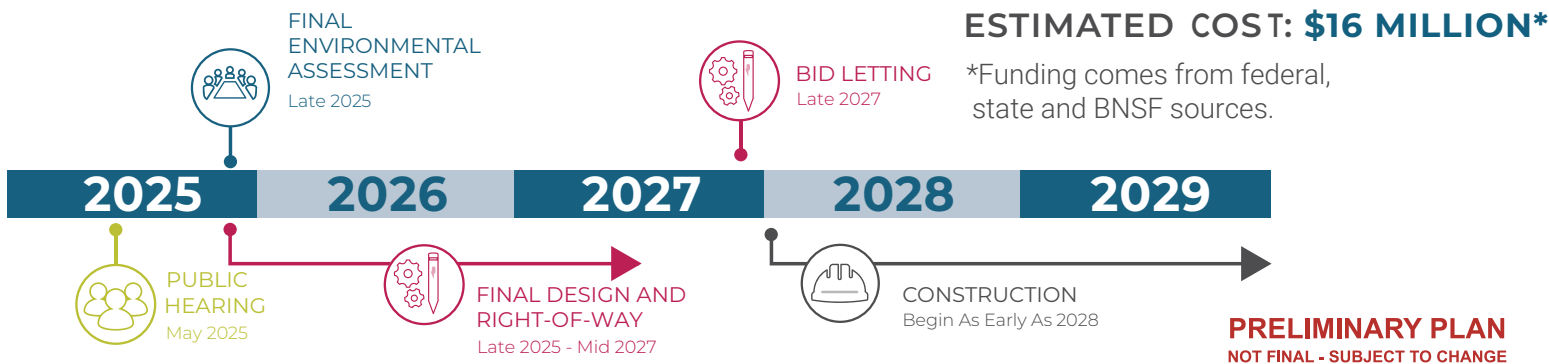 FINAL
ENVIRONMENTAL
ASSESSMENT
Late 2025
BID LETTING
Late 2027
ESTIMATED COST: $16 MILLION*
*Funding comes from federal,
state and BNSF sources.
2025 2026 2027 2028 2029
PUBLIC
HEARING
May 2025
FINAL DESIGN AND
RIGHT-OF-WAY
Late 2025 - Mid 2027
CONSTRUCTION
Begin As Early As 2028
PRELIMINARY PLAN
NOT FINAL - SUBJECT TO CHANGE